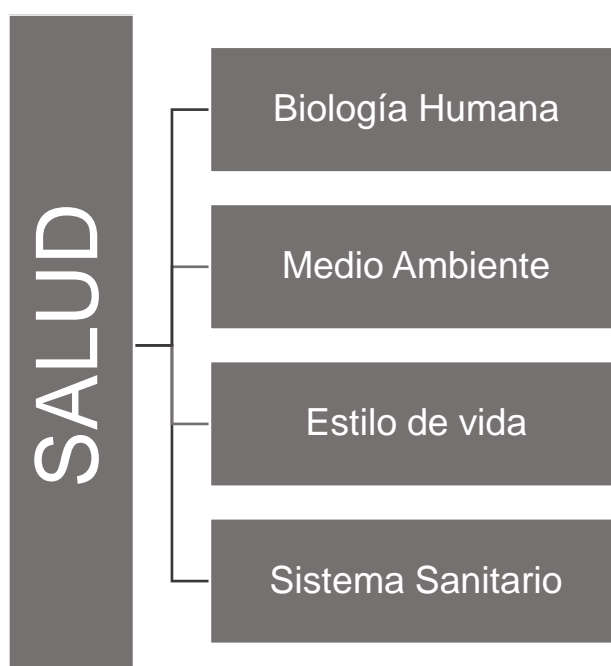 SALUD
Biología Humana
Medio Ambiente
Estilo de vida
Sistema Sanitario